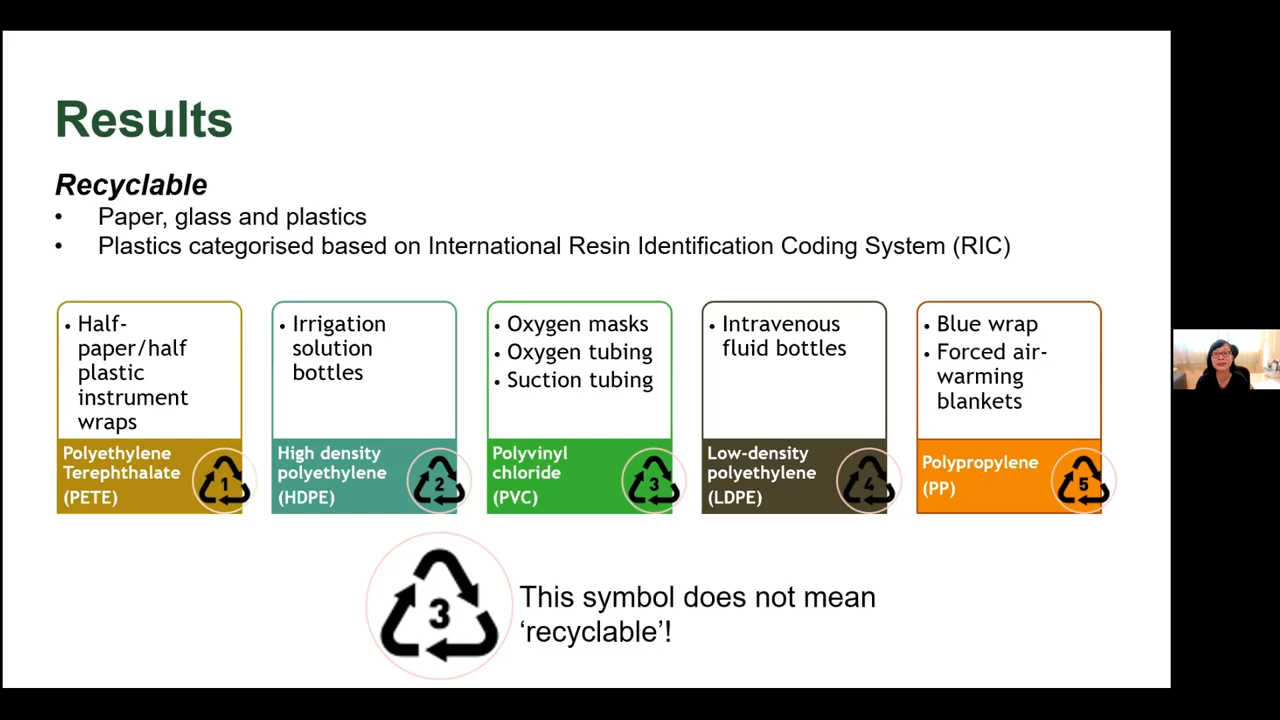 Results
Recyclable
• Paper, glass and plastics
• Plastics categorised based on International Resin Identification Coding System (RIC)
• Half-
paper/half
plastic
instrument
wraps
Polyethylene
Terephthalate
(PETE)
1
• Irrigation
solution
bottles
High density
polyethylene
(HDPE)
2
• Oxygen masks
• Oxygen tubing
• Suction tubing
Polyvinyl
chloride
(PVC)
3
• Intravenous
fluid bottles
Low-density
polyethylene
(LDPE)
4
• Blue wrap
• Forced air-
warming
blankets
Polypropylene
(PP)
5
3
This symbol does not mean
‘recyclable’!